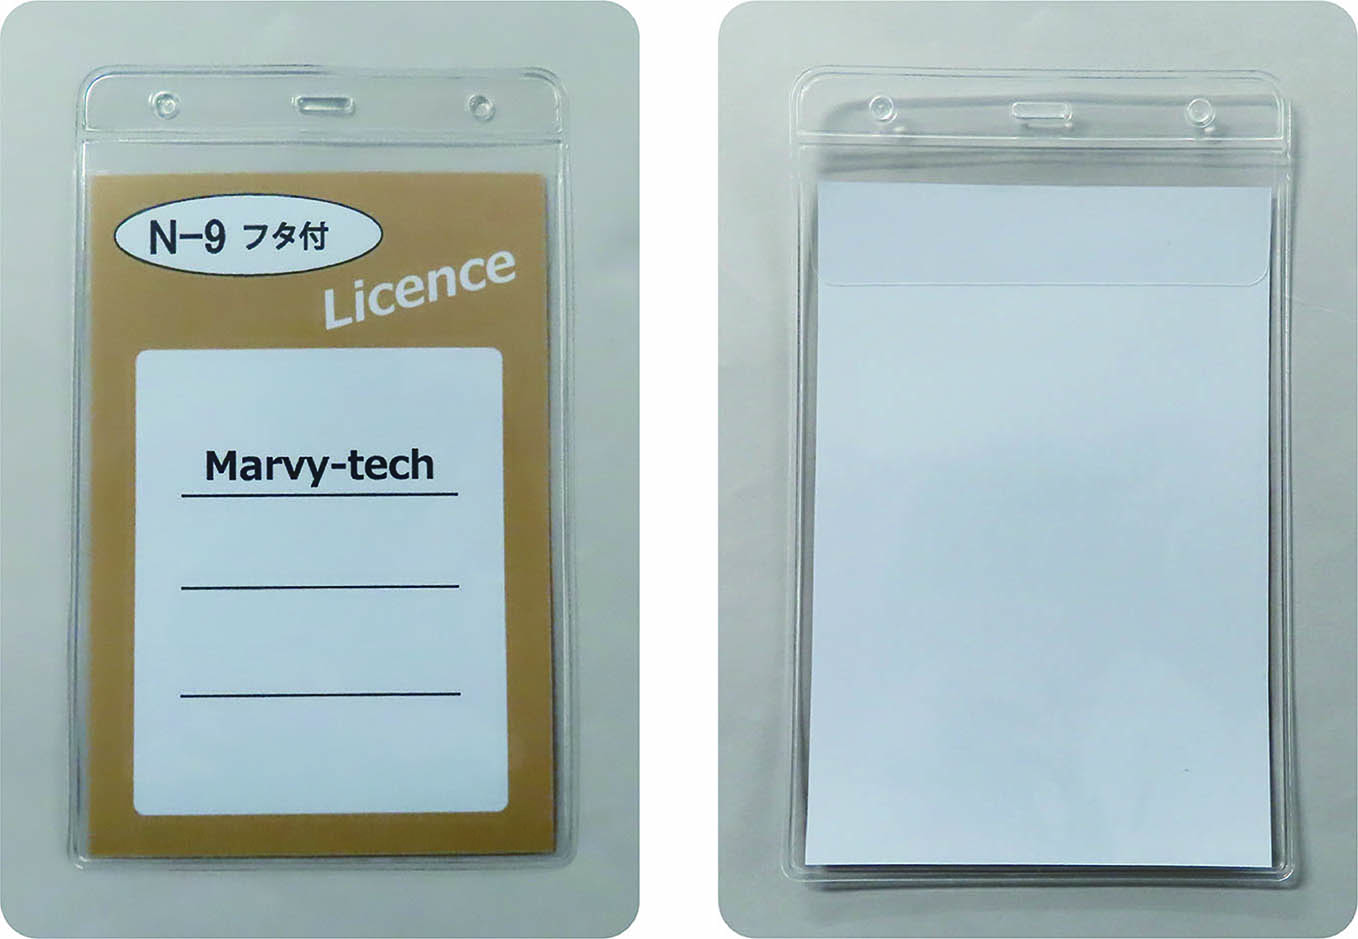 N-9 フタ付
Licence
Marvy-tech